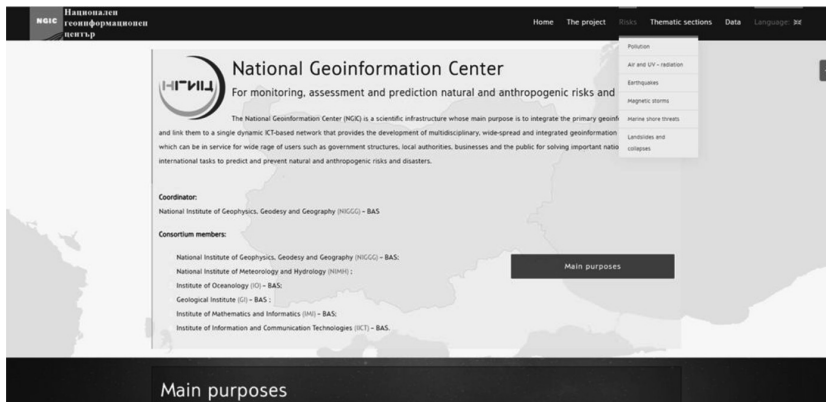 NGIC
Национален
геоинформационен
център
Home The project Risks Thematic sections Data Language:
Pollution
Air and UV - radiation
Earthquakes
Magnetic storms
Marine shore threats
Landsides and
collapses
National Geoinformation Center
For monitoring, assessment and prediction natural and anthropogenic risks and
The National Geoinformation Center (NGIC) is a scientific infrastructure whose main purpose is to integrate the primary geoinf
and link them to a single dynamic ICT-based network that provides the development of multidisciplinary, wide-spread and integrated geoinformation
which can be in service for wide rage of users such as government structures, local authorities, businesses and the public for solving important natio
international tasks to predict and prevent natural and anthropogenic risks and disasters.
Coordinator:
National Institute of Geophysics, Geodesy and Geography (NIGGG) – BAS
Consortium members:
National Institute of Geophysics, Geodesy and Geography (NIGGG) – BAS;
National Institute of Meteorology and Hydrology (NIMH) ;
Institute of Oceanology (IO) – BAS;
Geological Institute (GI) – BAS ;
Institute of Mathematics and Informatics (IMI) – BAS;
Institute of Information and Communication Technologies (IICT) – BAS.
Main purposes
Main purposes